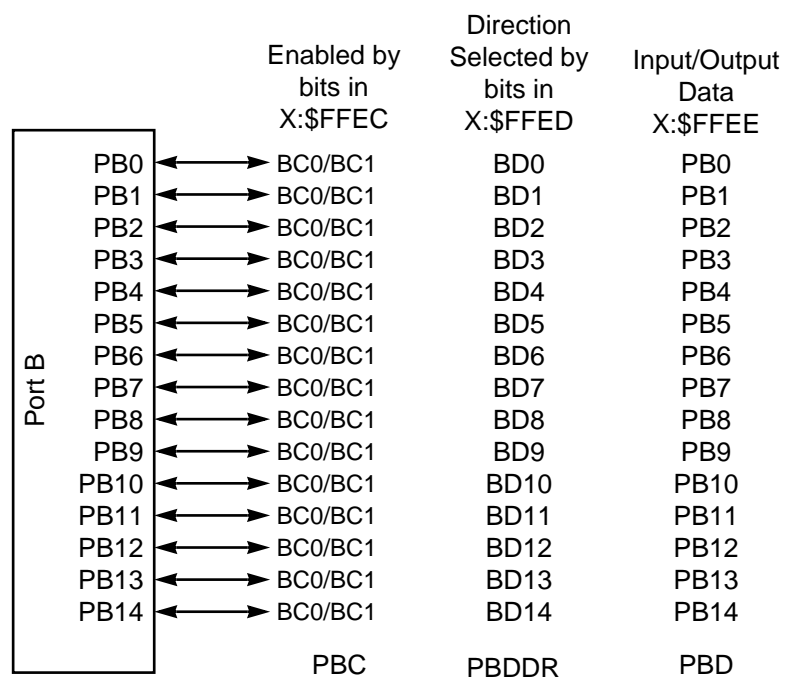 Enabled by
bits in
X:$FFEC
Direction
Selected by
bits in
X:$FFED
Input/Output
Data
X:$FFEE
Port B
PB0 BC0/BC1 BD0 PB0
PB1 BC0/BC1 BD1 PB1
PB2 BC0/BC1 BD2 PB2
PB3 BC0/BC1 BD3 PB3
PB4 BC0/BC1 BD4 PB4
PB5 BC0/BC1 BD5 PB5
PB6 BC0/BC1 BD6 PB6
PB7 BC0/BC1 BD7 PB7
PB8 BC0/BC1 BD8 PB8
PB9 BC0/BC1 BD9 PB9
PB10 BC0/BC1 BD10 PB10
PB11 BC0/BC1 BD11 PB11
PB12 BC0/BC1 BD12 PB12
PB13 BC0/BC1 BD13 PB13
PB14 BC0/BC1 BD14 PB14
PBC PBDDR PBD